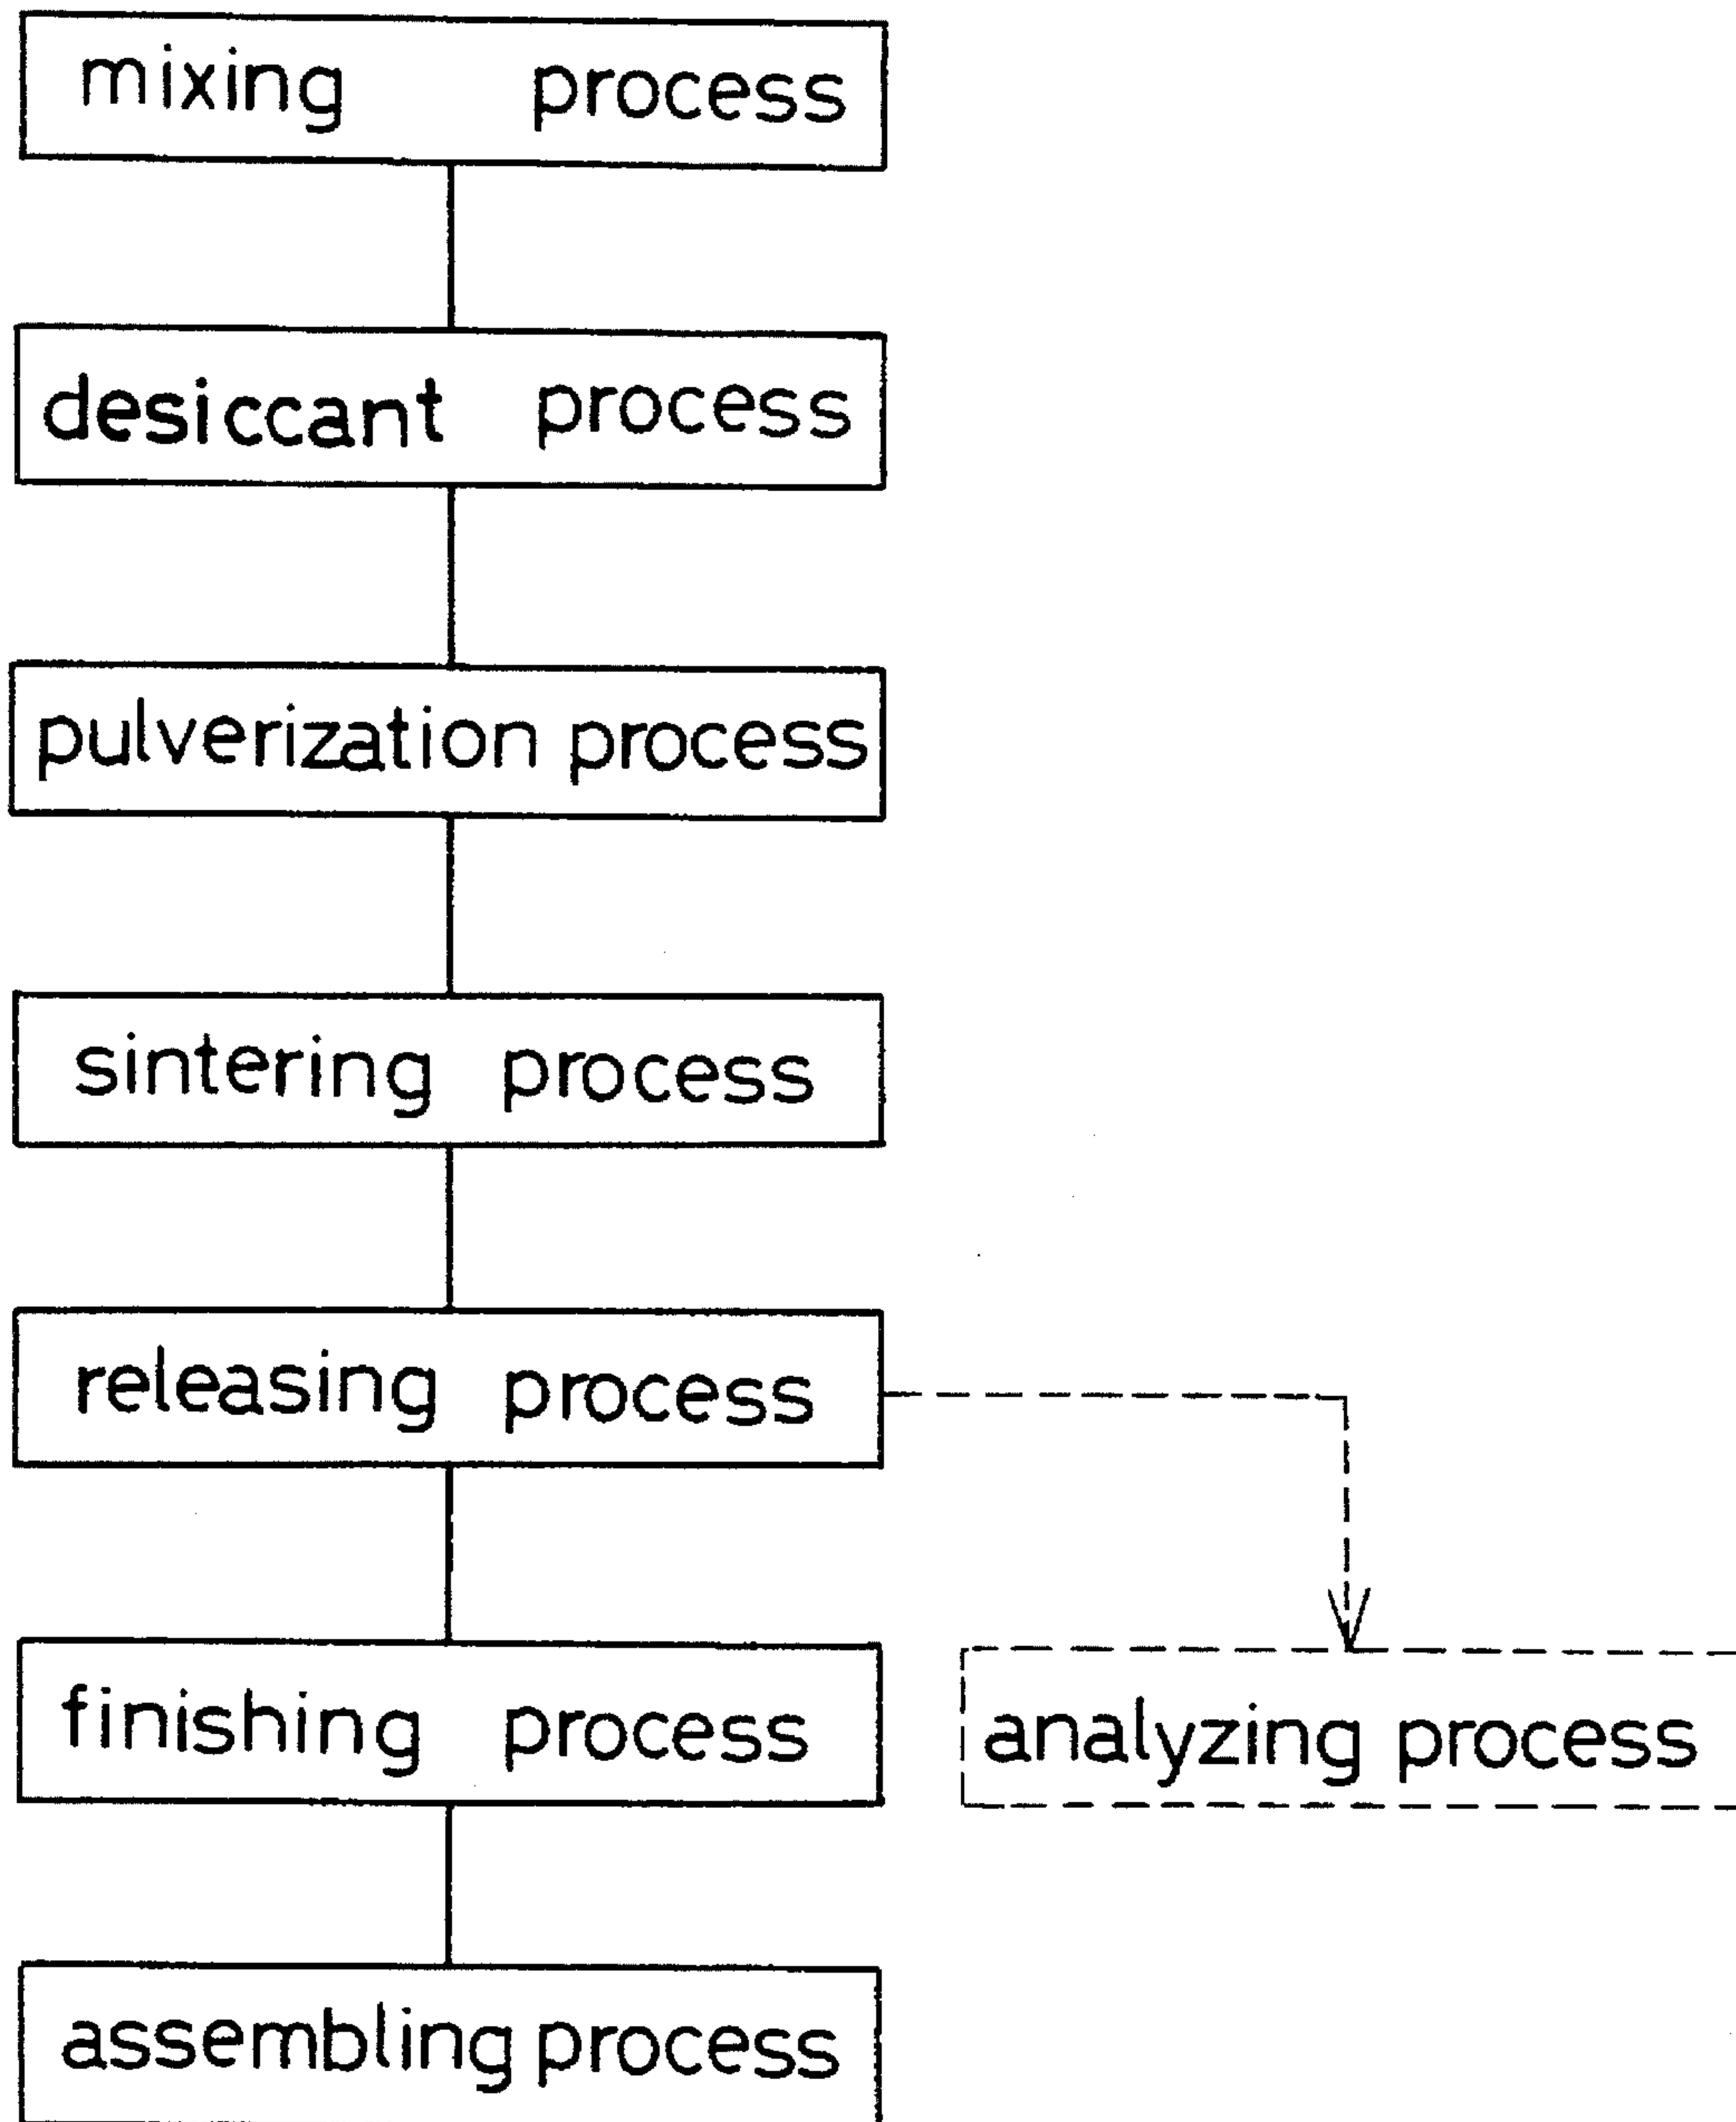 mixing process
desiccant process
pulverization process
sintering process
releasing process
finishing process
analyzing process
assembling process